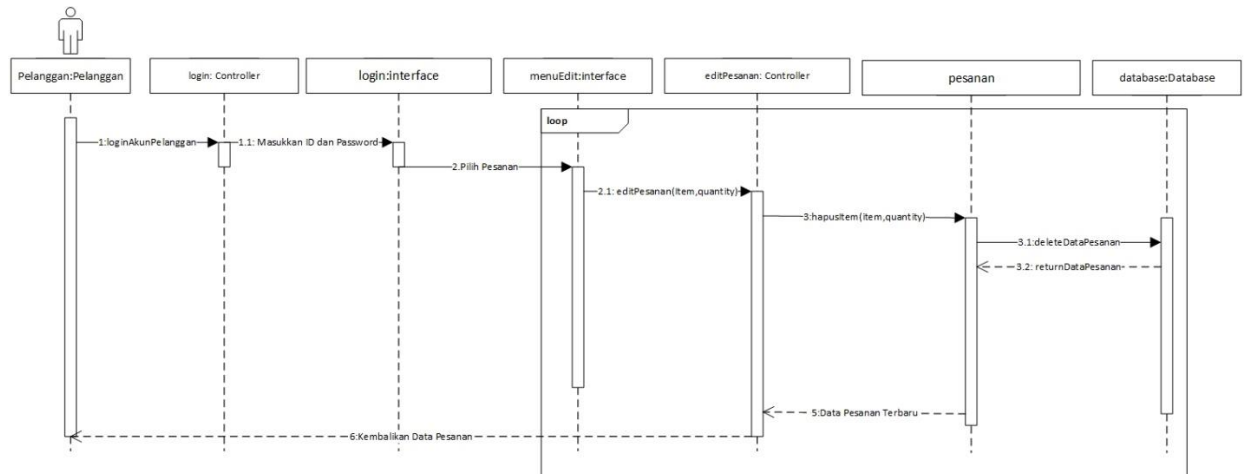 Pelanggan:Pelanggan
login: Controller
login:interface
menuEdit:interface
editPesanan: Controller
pesanan
database:Database
loop
1:loginAkunPelanggan
1.1: Masukkan ID dan Password
2.Pilih Pesanan
2.1: editPesanan(Item,quantity)
3:hapusItem(item,quantity)
3.1:deleteDataPesanan
3.2: returnDataPesanan
5:Data Pesanan Terbaru
6:Kembalikan Data Pesanan